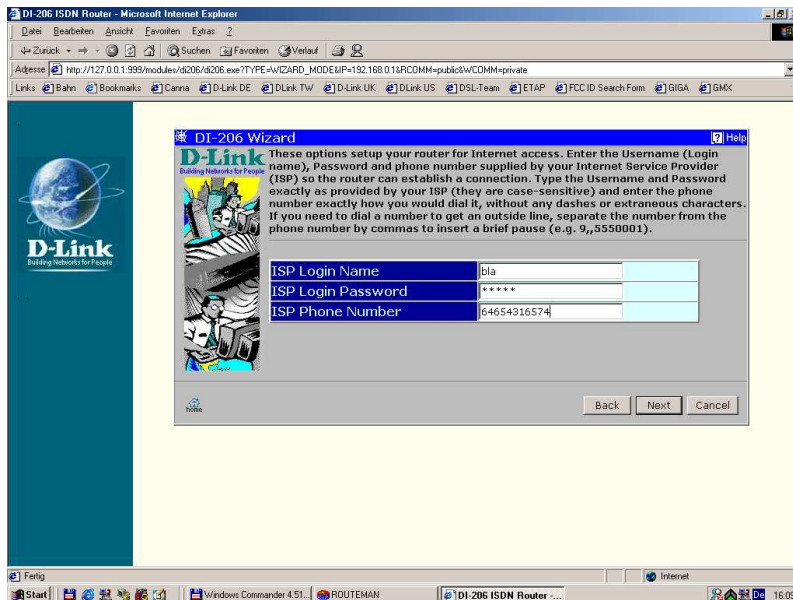 DI-206 ISDN Router - Microsoft Internet Explorer
Datei Bearbeiten Ansicht Favoriten Extras ?
Zurück Suchen Favoriten Verlauf
Adresse http://127.0.0.1:999/modules/di206/di206.exe?TYPE=WIZARD_MODE&IP=192.168.0.1&RCOMM=public&WCOMM=private
Links Bahn Bookmarks Canna D-Link DE DLink TW D-Link UK DLink US DSL-Team ETAP FCC ID Search Form GIGA GMX
DI-206 Wizard ? Help
D-Link
Building Networks for People
These options setup your router for Internet access. Enter the Username (Login
name), Password and phone number supplied by your Internet Service Provider
(ISP) so the router can establish a connection. Type the Username and Password
exactly as provided by your ISP (they are case-sensitive) and enter the phone
number exactly how you would dial it, without any dashes or extraneous characters.
If you need to dial a number to get an outside line, separate the number from the
phone number by commas to insert a brief pause (e.g. 9,,5550001).
D-Link
Building Networks for People
ISP Login Name bla
ISP Login Password *****
ISP Phone Number 64654316574
home
Back Next Cancel
Fertig Internet
Start Windows Commander 4.51... ROUTEMAN DI-206 ISDN Router -... De 16:09